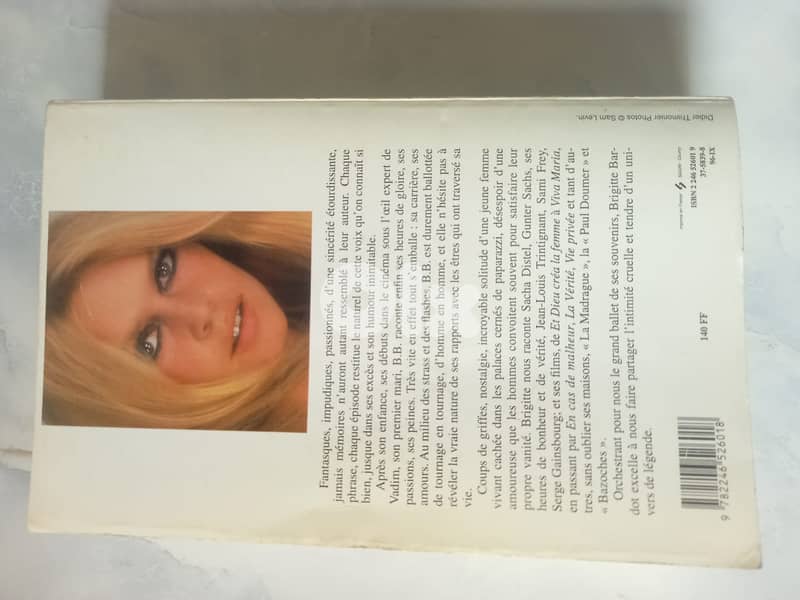 Fantasques, impudiques, passionnés, d'une sincérité étourdissante,
jamais mémoires n'auront autant ressemblé à leur auteur. Chaque
phrase, chaque épisode restitue le naturel de cette voix qu'on connaît si
bien, jusque dans ses excès et son humour inimitable.
Après son enfance, ses débuts dans le cinéma sous l'œil expert de
Vadim, son premier mari, B.B. raconte enfin ses heures de gloire, ses
passions, ses peines. Très vite en effet tout s'emballe : sa carrière, ses
amours. Au milieu des strass et des flashes, B.B. est durement ballottée
de tournage en tournage, d'homme en homme, et elle n'hésite pas à
révéler la vraie nature de ses rapports avec les êtres qui ont traversé sa
vie.
Coups de griffes, nostalgie, incroyable solitude d'une jeune femme
vivant cachée dans les palaces cernés de paparazzi, désespoir d'une
amoureuse que les hommes convoitent souvent pour satisfaire leur
propre vanité. Brigitte nous raconte Sacha Distel, Gunter Sachs, ses
heures de bonheur et de vérité, Jean-Louis Trintignant, Sami Frey,
Serge Gainsbourg; et ses films, de Et Dieu créa la femme à Viva Maria,
en passant par En cas de malheur, La Vérité, Vie privée et tant d'au-
tres, sans oublier ses maisons, « La Madrague », la « Paul Doumer » et
« Bazoches ».
Orchestrant pour nous le grand ballet de ses souvenirs, Brigitte Bar-
dot excelle à nous faire partager l'intimité cruelle et tendre d'un uni-
vers de légende.
9 782246 526018
140 FF
ISBN 2 246 52601 9
37-5839-8
96-IX
Didier Thimonier Photos © Sam Lévin.